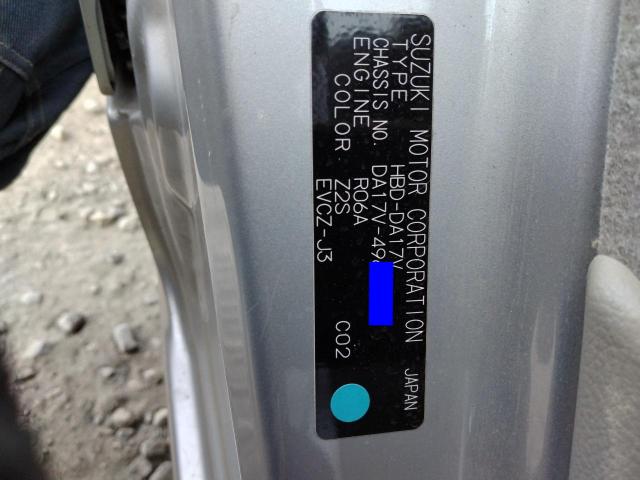 SUZUKI MOTOR CORPORATION JAPAN
TYPE HBD-DA17V
CHASSIS NO. DA17V-49
ENGINE R06A
COLOR Z2S C02
EVCZ-J3